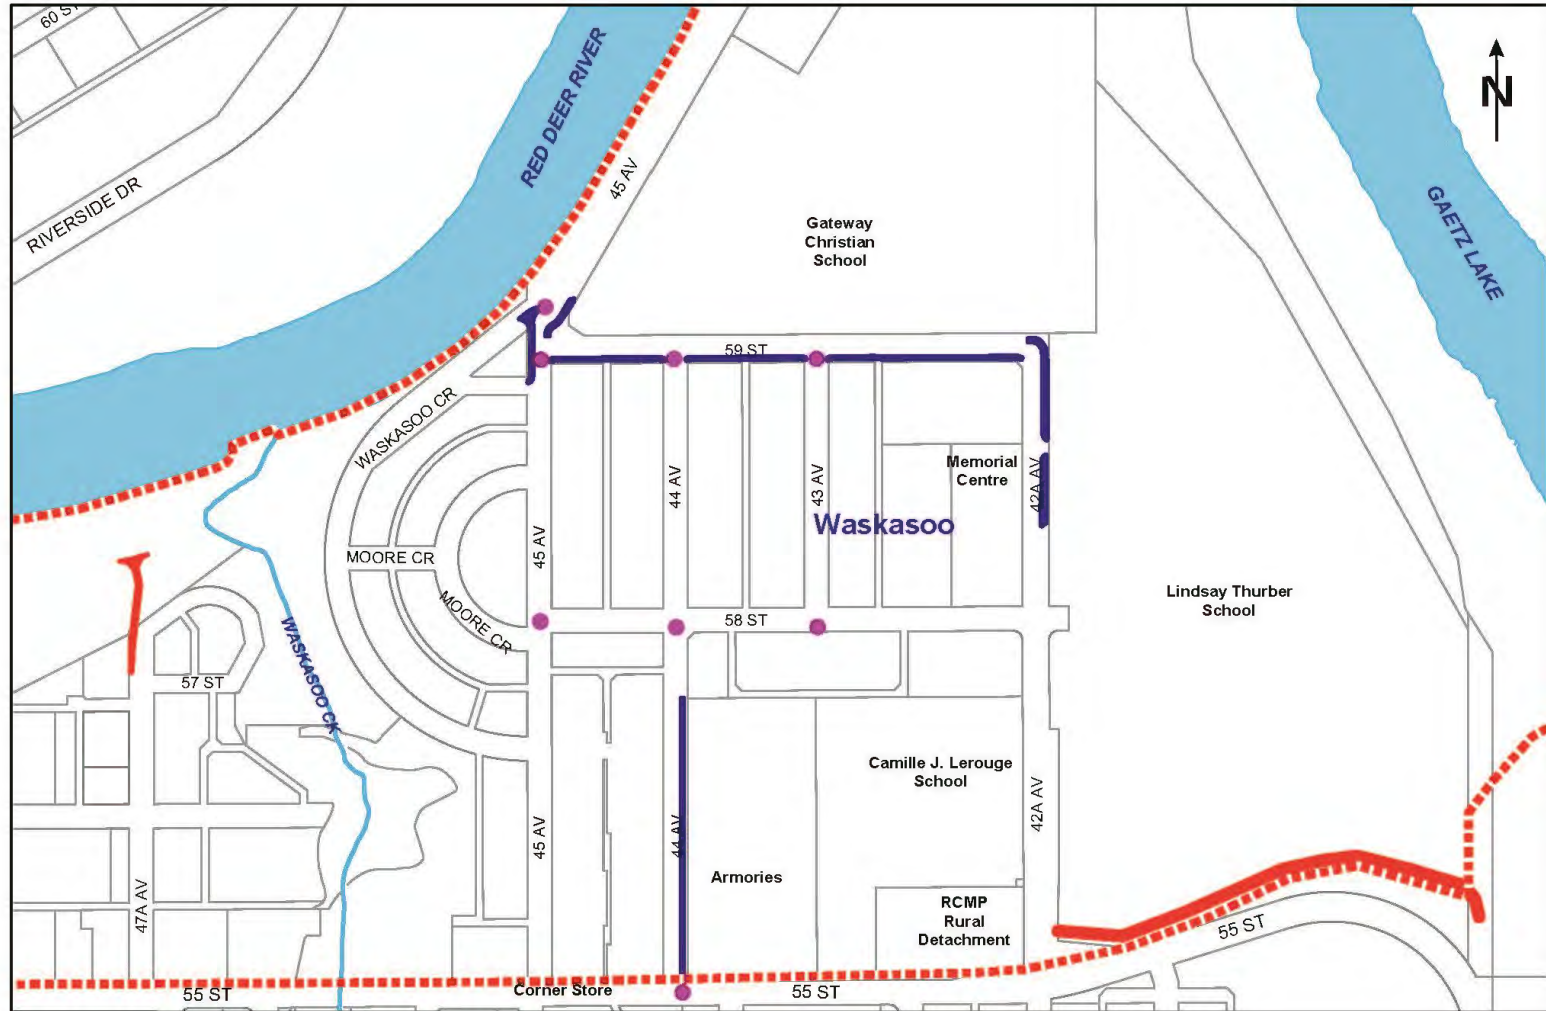 60 ST
RED DEER RIVER
N
RIVERSIDE DR
45 AV
GAETZ LAKE
Gateway
Christian
School
59 ST
WASKASOO CR
44 AV
43 AV
Memorial
Centre
42A AV
Waskasoo
45 AV
MOORE CR
MOORE CR
Lindsay Thurber
School
58 ST
WASKASOO CK
57 ST
Camille J. Lerouge
School
45 AV
44 AV
42A AV
47A AV
Armories
RCMP
Rural
Detachment
55 ST
55 ST
Corner Store
55 ST